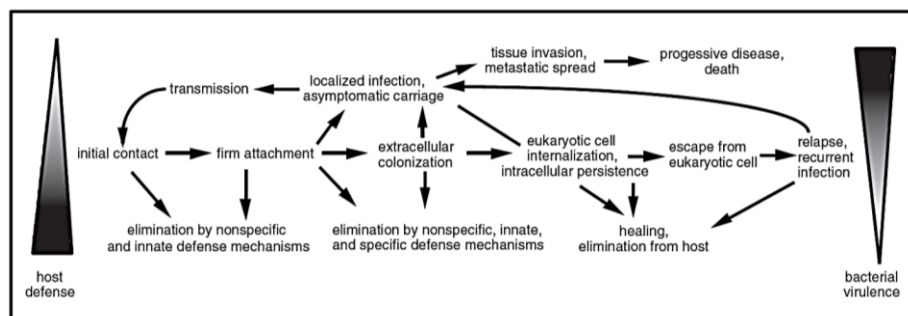 tissue invasion,
metastatic spread
progressive disease,
death
localized infection,
asymptomatic carriage
transmission
initial contact
firm attachment
extracellular
colonization
eukaryotic cell
internalization,
intracellular persistence
escape from
eukaryotic cell
relapse,
recurrent
infection
elimination by nonspecific
and innate defense mechanisms
elimination by nonspecific, innate,
and specific defense mechanisms
healing,
elimination from host
host
defense
bacterial
virulence